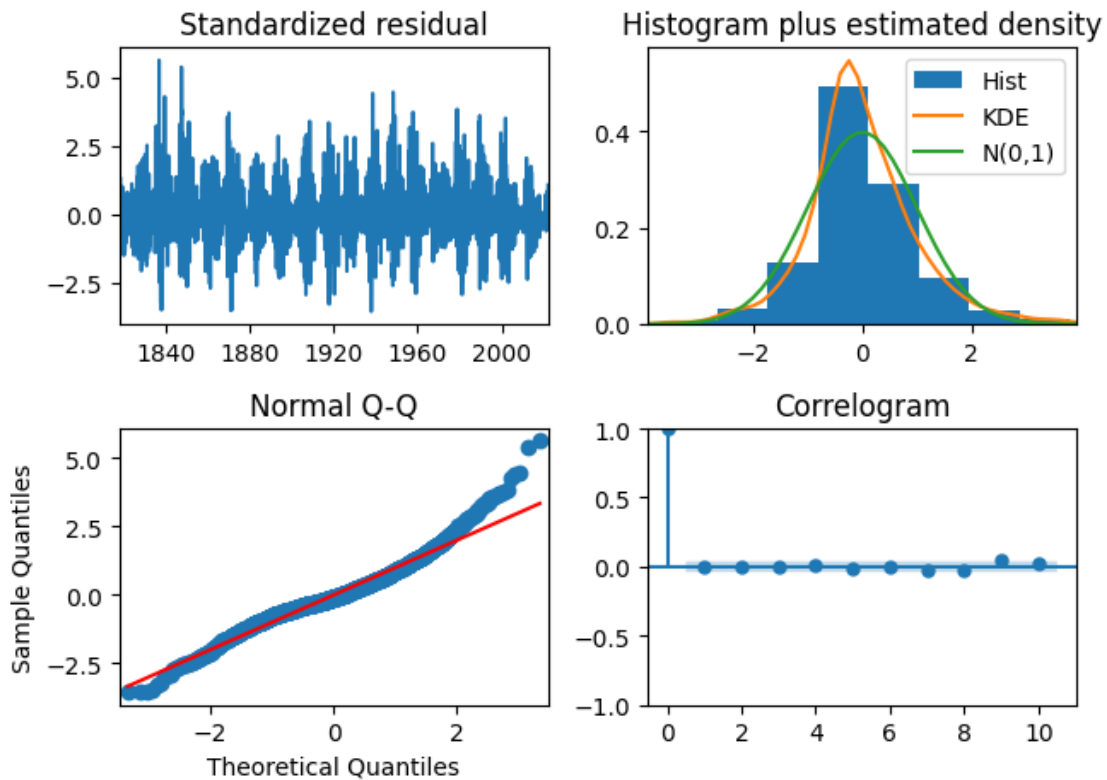 Standardized residual
5.0
2.5
0.0
−2.5
1840 1880 1920 1960 2000
Histogram plus estimated density
Hist
KDE
N(0,1)
0.4
0.2
0.0
−2 0 2
Normal Q-Q
Sample Quantiles
5.0
2.5
0.0
−2.5
−2 0 2
Theoretical Quantiles
Correlogram
1.0
0.5
0.0
−0.5
−1.0
0 2 4 6 8 10